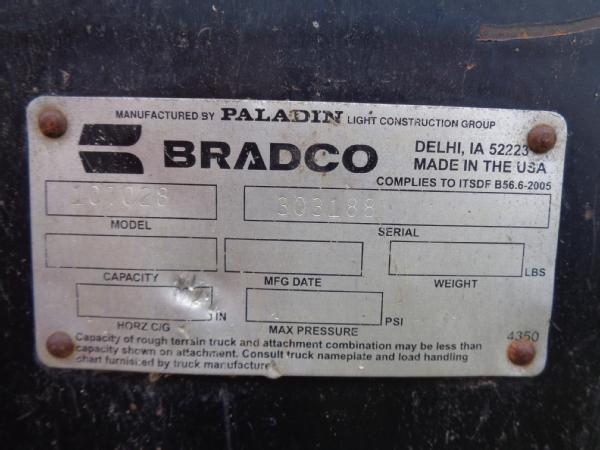 MANUFACTURED BY PALADIN LIGHT CONSTRUCTION GROUP
BRADCO
DELHI, IA 52223
MADE IN THE USA
COMPLIES TO ITSDF B56.6-2005
303188
MODEL
SERIAL
LBS
CAPACITY
MFG DATE
WEIGHT
IN
PSI
HORZ C/G
MAX PRESSURE
4350
Capacity of rough terrain truck and attachment combination may be less than
capacity shown on attachment. Consult truck nameplate and load handling
chart furnished by truck manufacture